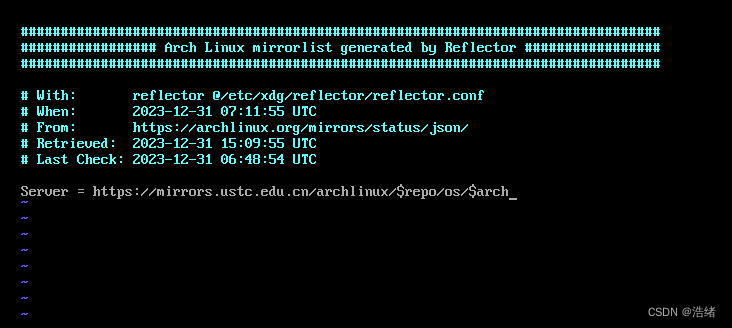 ################################################################################
################# Arch Linux mirrorlist generated by Reflector #################
################################################################################
# With:       reflector @/etc/xdg/reflector/reflector.conf
# When:       2023-12-31 07:11:55 UTC
# From:       https://archlinux.org/mirrors/status/json/
# Retrieved:  2023-12-31 15:09:55 UTC
# Last Check: 2023-12-31 06:48:54 UTC
Server = https://mirrors.ustc.edu.cn/archlinux/$repo/os/$arch
~
~
~
~
~
~
~
~
CSDN @浩绪